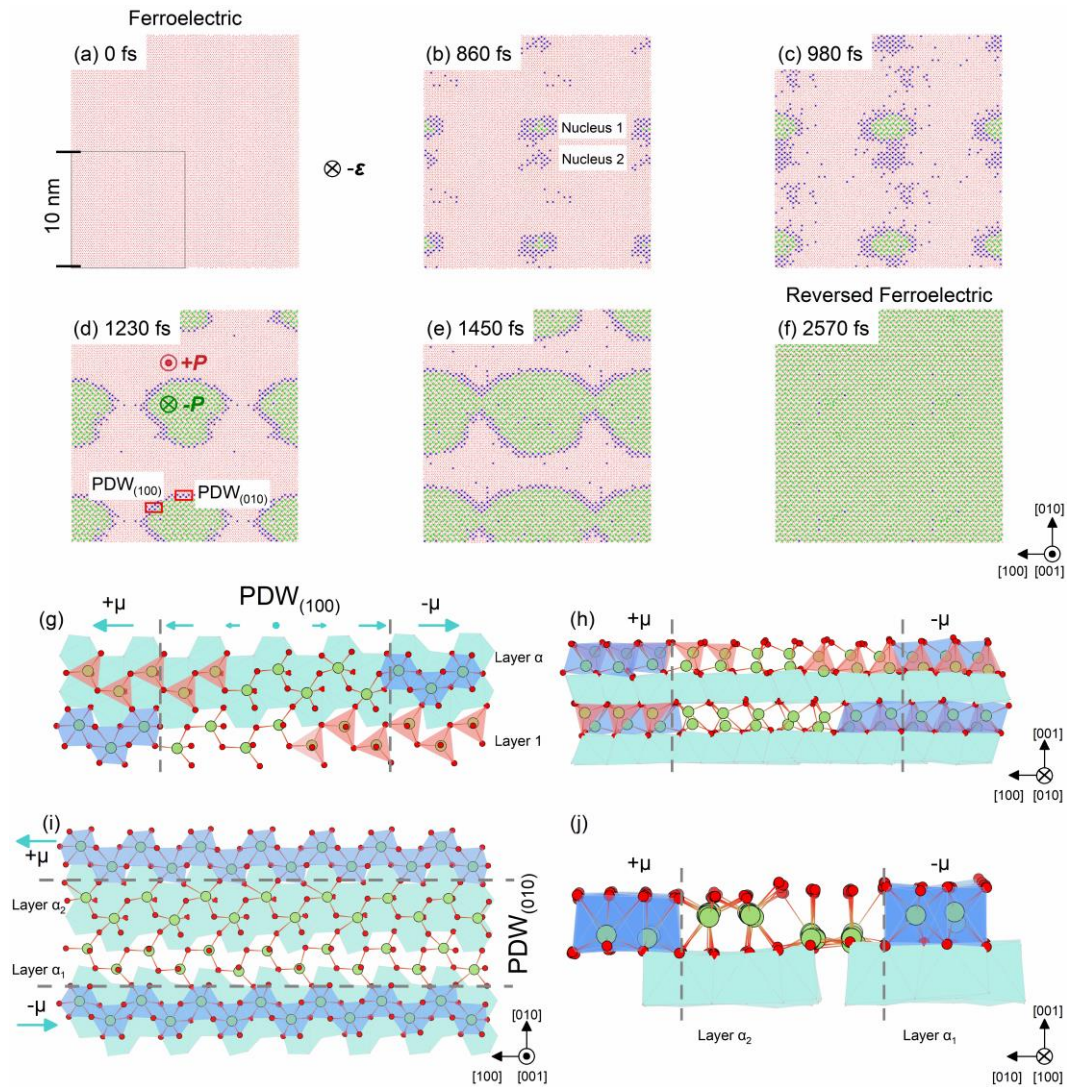 Ferroelectric
(a) 0 fs
(b) 860 fs
(c) 980 fs
Nucleus 1
Nucleus 2
10 nm
-ε
Reversed Ferroelectric
(d) 1230 fs
(e) 1450 fs
(f) 2570 fs
+P
-P
PDW(100)
PDW(010)
[010]
[100] [001]
(g)
+μ
PDW(100)
-μ
Layer α
Layer 1
(h)
+μ
-μ
[001]
[100] [010]
(i)
+μ
Layer α2
Layer α1
-μ
PDW(010)
[010]
[100] [001]
(j)
+μ
-μ
Layer α2
Layer α1
[001]
[010] [100]